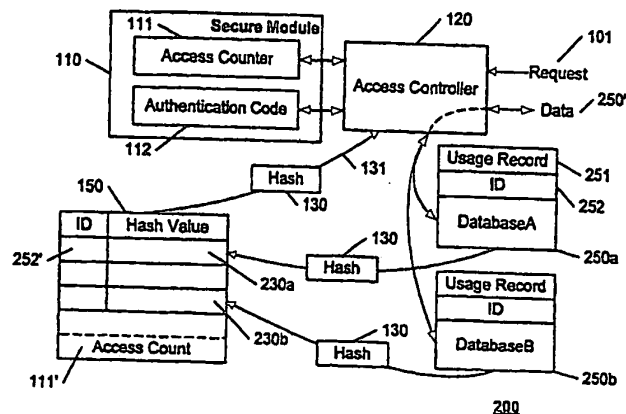 120
111
Secure Module
101
110
Access Counter
Access Controller
Request
Authentication Code
Data
250'
112
131
Usage Record
251
150
Hash
ID
252
130
ID
Hash Value
DatabaseA
130
252'
Hash
250a
230a
130
Usage Record
Hash
ID
230b
DatabaseB
Access Count
111'
250b
200